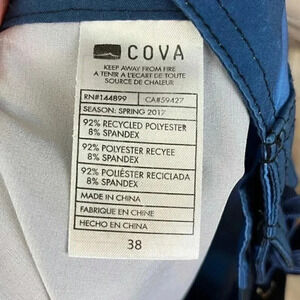 COVA
KEEP AWAY FROM FIRE
A TENIR A L'ECART DE TOUTE
SOURCE DE CHALEUR
RN#144899 CA#59427
SEASON: SPRING 2017
92% RECYCLED POLYESTER
8% SPANDEX
92% POLYESTER RECYEE
8% SPANDEX
92% POLIÉSTER RECICLADA
8% SPANDEX
MADE IN CHINA
FABRIQUE EN CHINE
HECHO EN CHINA
38